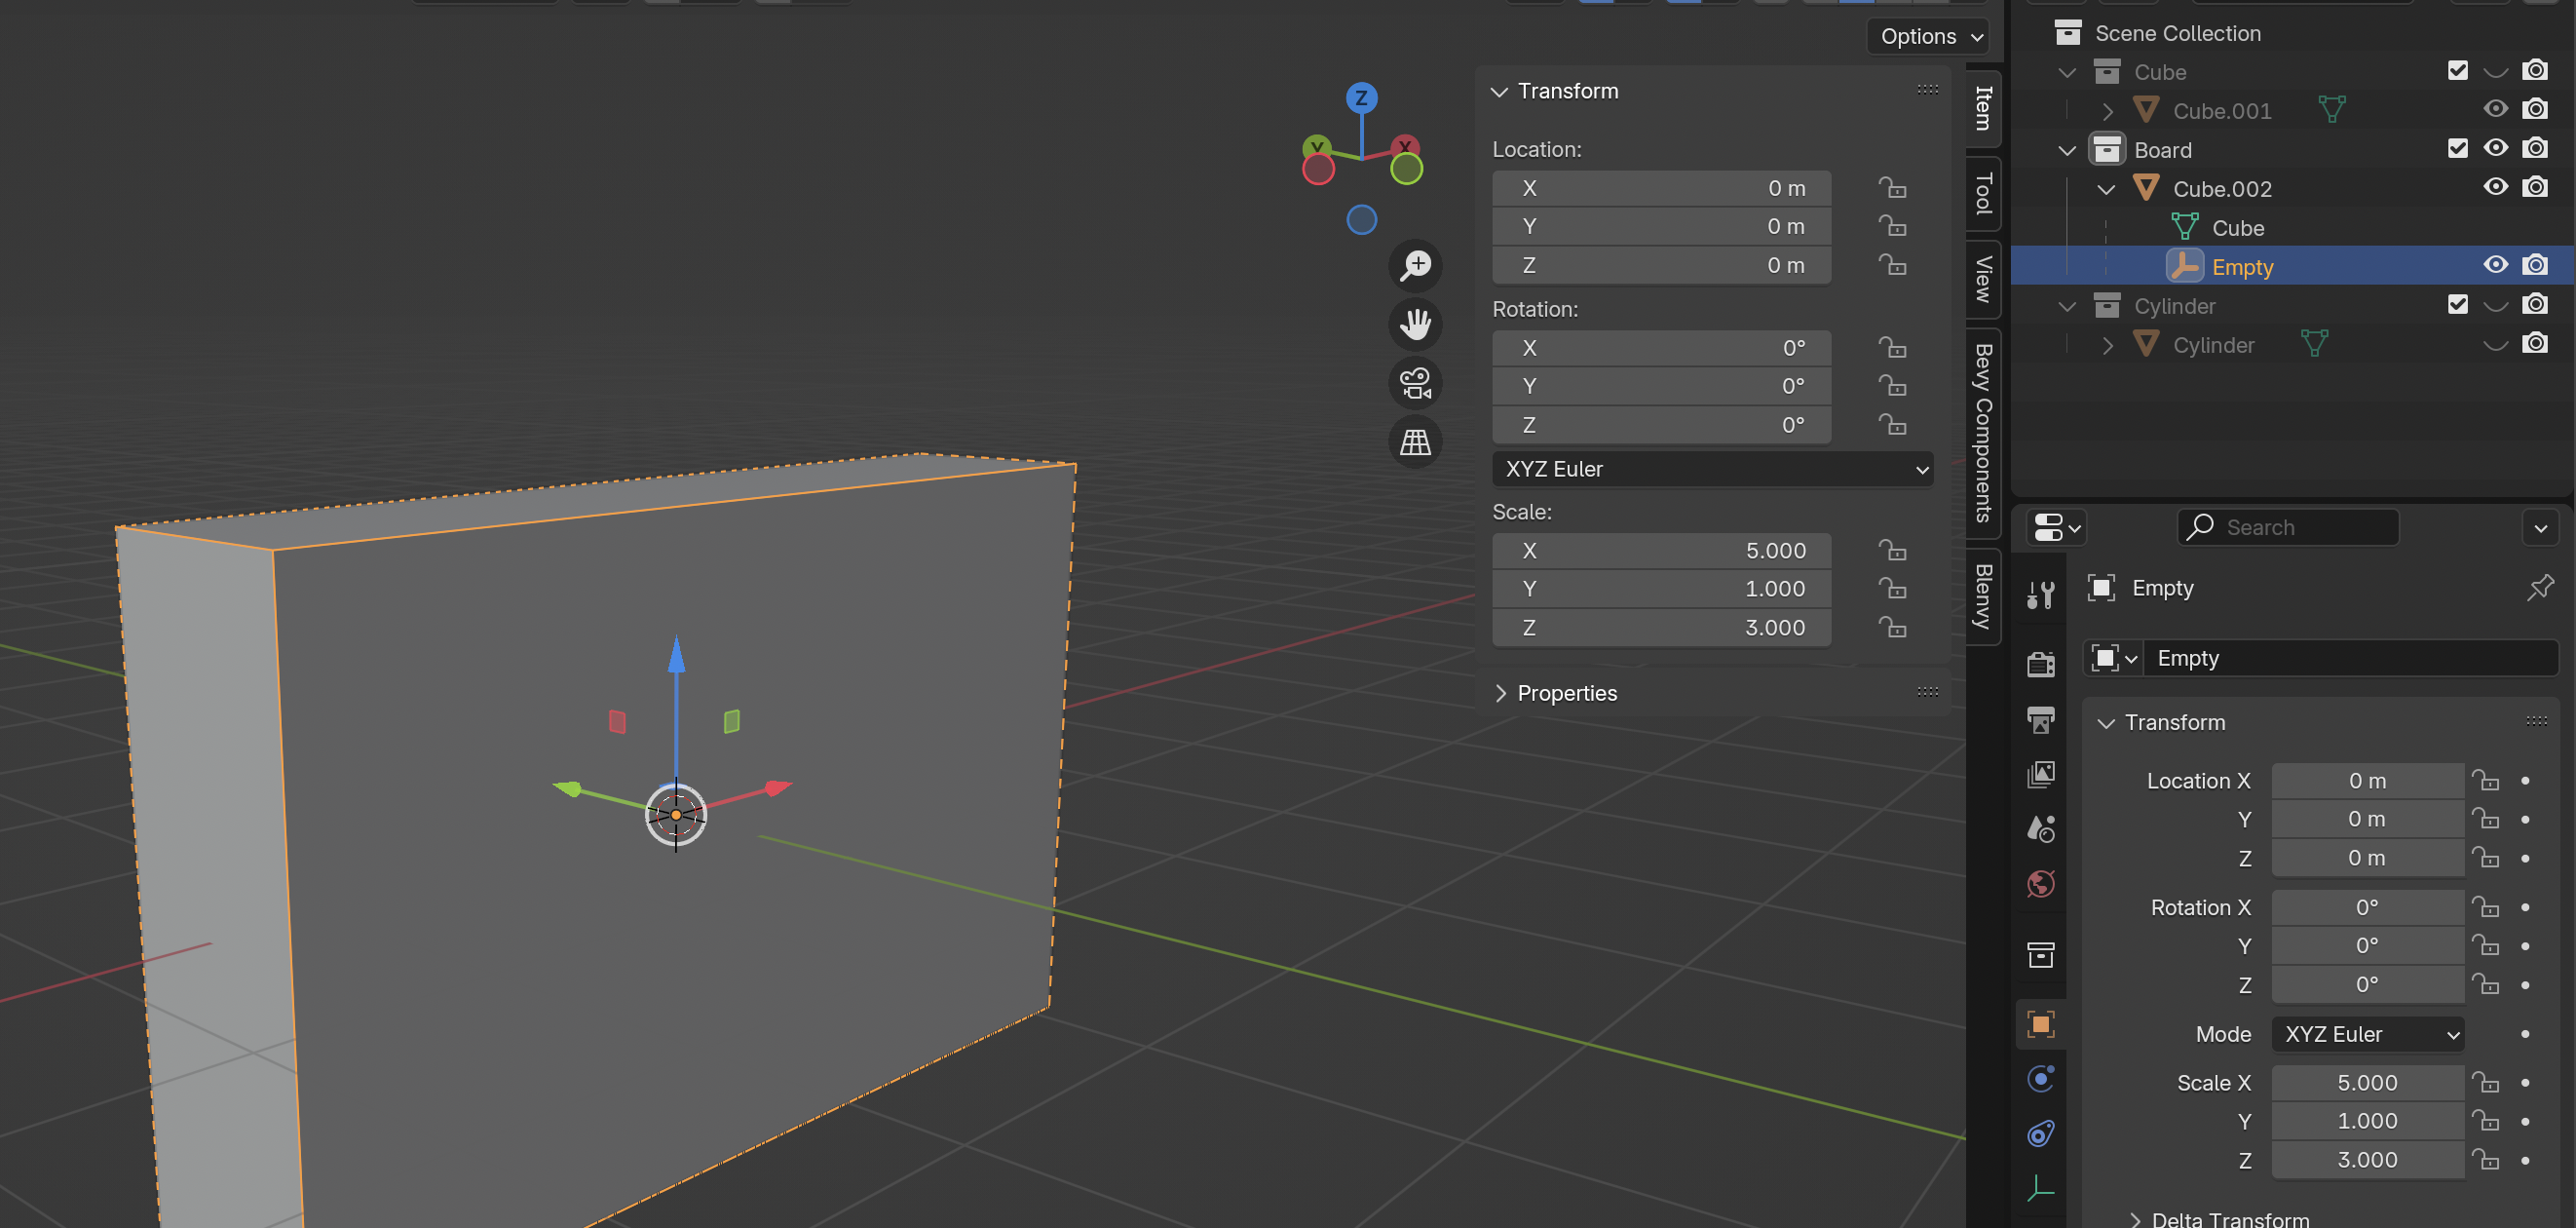 Options
Z
Y
X
Transform
Location:
X 0 m
Y 0 m
Z 0 m
Rotation:
X 0°
Y 0°
Z 0°
XYZ Euler
Scale:
X 5.000
Y 1.000
Z 3.000
Properties
Item
Tool
View
Bevy Components
Blenvy
Scene Collection
Cube
Cube.001
Board
Cube.002
Cube
Empty
Cylinder
Cylinder
Search
Empty
Empty
Transform
Location X 0 m
Y 0 m
Z 0 m
Rotation X 0°
Y 0°
Z 0°
Mode XYZ Euler
Scale X 5.000
Y 1.000
Z 3.000
Delta Transform